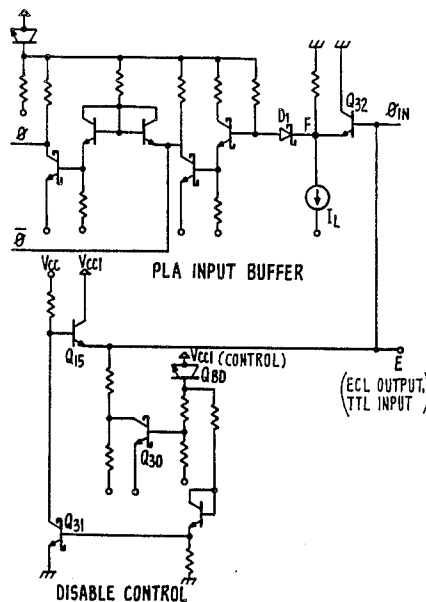 D1
F
Q32
ØIN
Ø
IL
Ø
PLA INPUT BUFFER
VCC
VCC1
Q15
VCC1 (CONTROL)
QBD
E
(ECL OUTPUT,
TTL INPUT)
Q30
Q31
DISABLE CONTROL